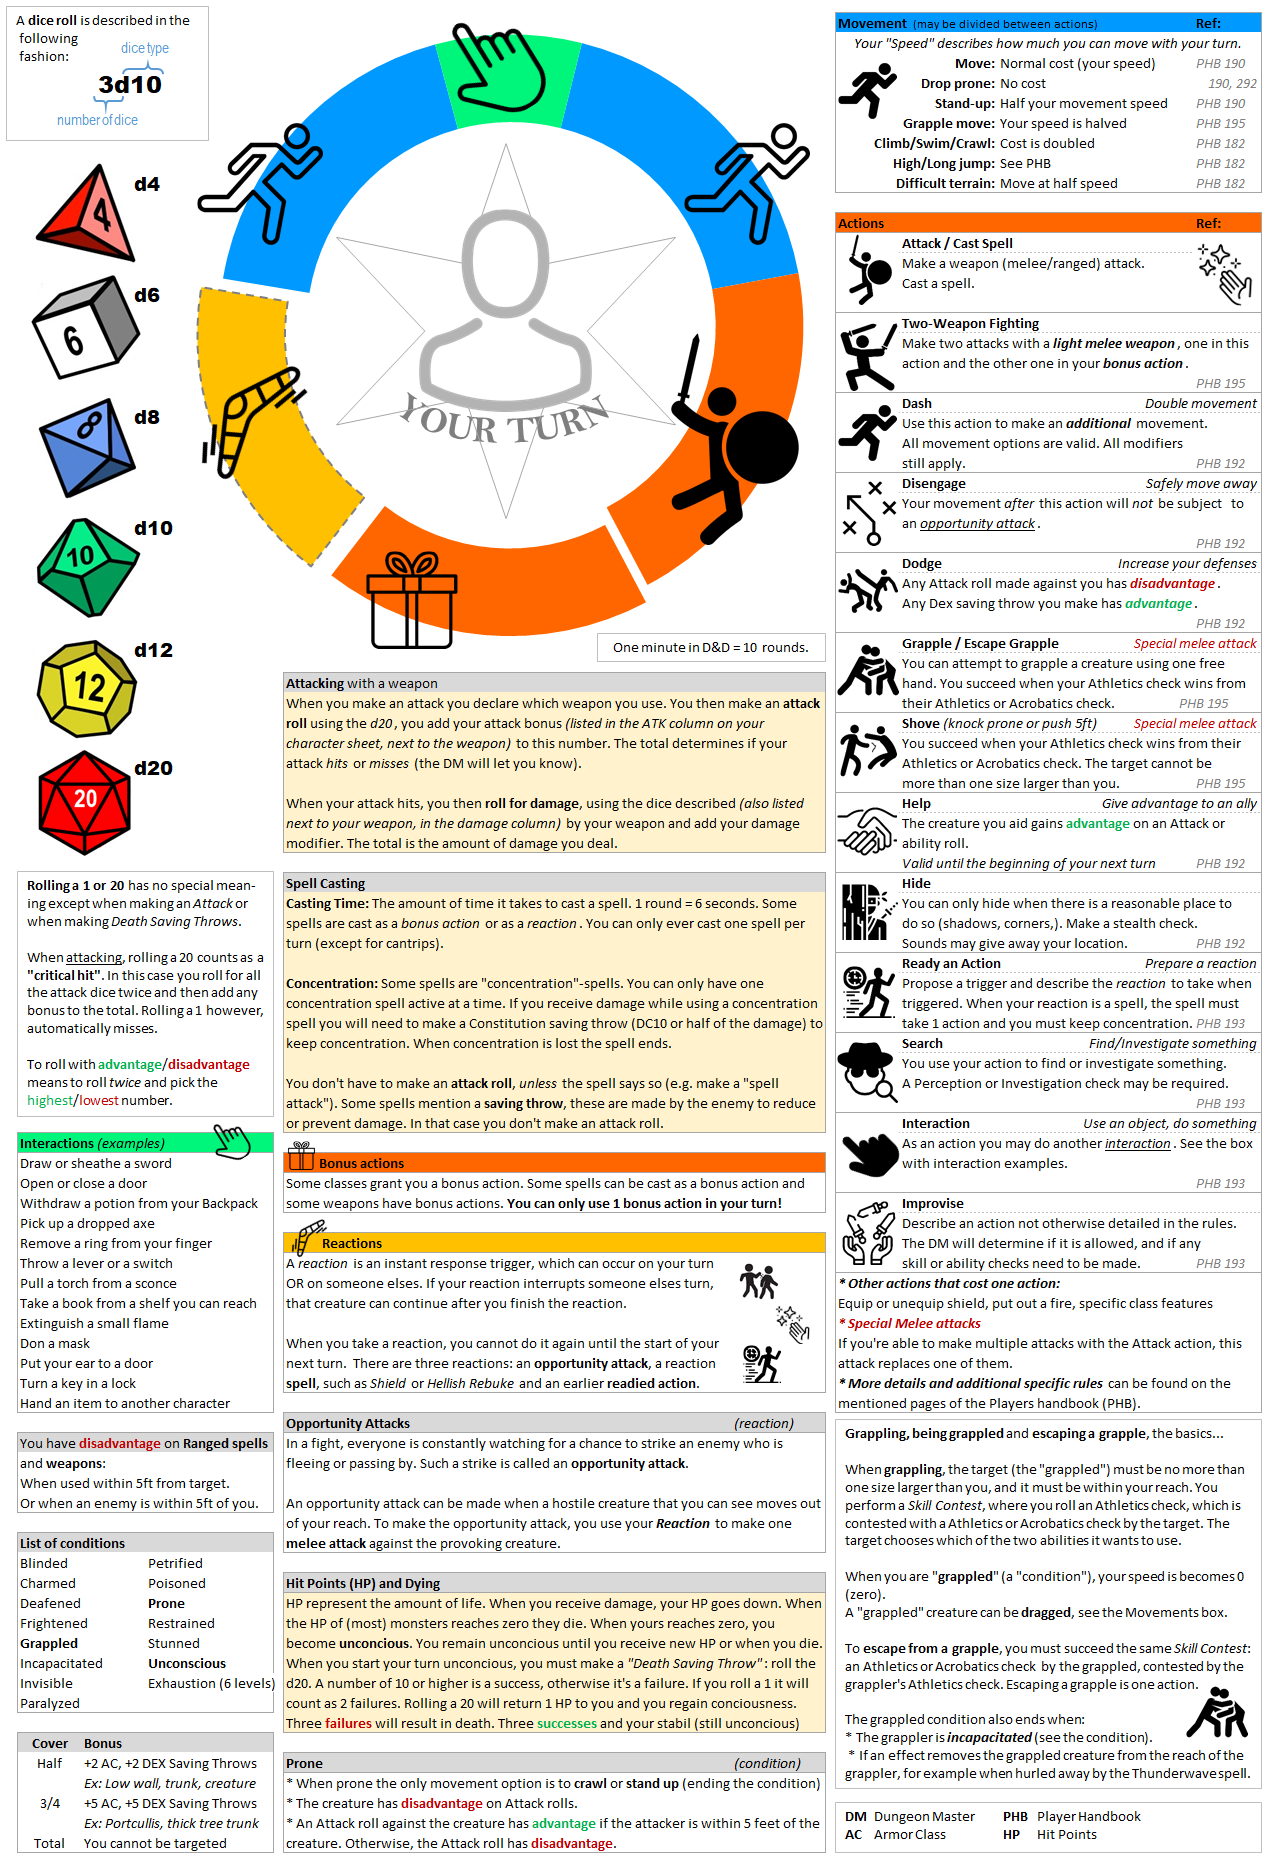 A dice roll is described in the
following
fashion:
dice type
3d10
number of dice
d4
4
d6
6
d8
8
d10
10
d12
12
d20
20
YOUR TURN
One minute in D&D = 10 rounds.
Rolling a 1 or 20 has no special mean-
ing except when making an Attack or
when making Death Saving Throws.
When attacking, rolling a 20 counts as a
"critical hit". In this case you roll for all
the attack dice twice and then add any
bonus to the total. Rolling a 1 however,
automatically misses.
To roll with advantage/disadvantage
means to roll twice and pick the
highest/lowest number.
Interactions (examples)
Draw or sheathe a sword
Open or close a door
Withdraw a potion from your Backpack
Pick up a dropped axe
Remove a ring from your finger
Throw a lever or a switch
Pull a torch from a sconce
Take a book from a shelf you can reach
Extinguish a small flame
Don a mask
Put your ear to a door
Turn a key in a lock
Hand an item to another character
You have disadvantage on Ranged spells
and weapons:
When used within 5ft from target.
Or when an enemy is within 5ft of you.
List of conditions
Blinded Petrified
Charmed Poisoned
Deafened Prone
Frightened Restrained
Grappled Stunned
Incapacitated Unconscious
Invisible Exhaustion (6 levels)
Paralyzed
Cover Bonus
Half +2 AC, +2 DEX Saving Throws
Ex: Low wall, trunk, creature
3/4 +5 AC, +5 DEX Saving Throws
Ex: Portcullis, thick tree trunk
Total You cannot be targeted
Attacking with a weapon
When you make an attack you declare which weapon you use. You then make an attack
roll using the d20, you add your attack bonus (listed in the ATK column on your
character sheet, next to the weapon) to this number. The total determines if your
attack hits or misses (the DM will let you know).
When your attack hits, you then roll for damage, using the dice described (also listed
next to your weapon, in the damage column) by your weapon and add your damage
modifier. The total is the amount of damage you deal.
Spell Casting
Casting Time: The amount of time it takes to cast a spell. 1 round = 6 seconds. Some
spells are cast as a bonus action or as a reaction. You can only ever cast one spell per
turn (except for cantrips).
Concentration: Some spells are "concentration"-spells. You can only have one
concentration spell active at a time. If you receive damage while using a concentration
spell you will need to make a Constitution saving throw (DC10 or half of the damage) to
keep concentration. When concentration is lost the spell ends.
You don't have to make an attack roll, unless the spell says so (e.g. make a "spell
attack"). Some spells mention a saving throw, these are made by the enemy to reduce
or prevent damage. In that case you don't make an attack roll.
Bonus actions
Some classes grant you a bonus action. Some spells can be cast as a bonus action and
some weapons have bonus actions. You can only use 1 bonus action in your turn!
Reactions
A reaction is an instant response trigger, which can occur on your turn
OR on someone elses. If your reaction interrupts someone elses turn,
that creature can continue after you finish the reaction.
When you take a reaction, you cannot do it again until the start of your
next turn. There are three reactions: an opportunity attack, a reaction
spell, such as Shield or Hellish Rebuke and an earlier readied action.
Opportunity Attacks (reaction)
In a fight, everyone is constantly watching for a chance to strike an enemy who is
fleeing or passing by. Such a strike is called an opportunity attack.
An opportunity attack can be made when a hostile creature that you can see moves out
of your reach. To make the opportunity attack, you use your Reaction to make one
melee attack against the provoking creature.
Hit Points (HP) and Dying
HP represent the amount of life. When you receive damage, your HP goes down. When
the HP of (most) monsters reaches zero they die. When yours reaches zero, you
become unconcious. You remain unconcious until you receive new HP or when you die.
When you start your turn unconcious, you must make a "Death Saving Throw": roll the
d20. A number of 10 or higher is a success, otherwise it's a failure. If you roll a 1 it will
count as 2 failures. Rolling a 20 will return 1 HP to you and you regain conciousness.
Three failures will result in death. Three successes and your stabil (still unconcious)
Prone (condition)
* When prone the only movement option is to crawl or stand up (ending the condition)
* The creature has disadvantage on Attack rolls.
* An Attack roll against the creature has advantage if the attacker is within 5 feet of the
creature. Otherwise, the Attack roll has disadvantage.
Movement (may be divided between actions) Ref:
Your "Speed" describes how much you can move with your turn.
Move: Normal cost (your speed) PHB 190
Drop prone: No cost 190, 292
Stand-up: Half your movement speed PHB 190
Grapple move: Your speed is halved PHB 195
Climb/Swim/Crawl: Cost is doubled PHB 182
High/Long jump: See PHB PHB 182
Difficult terrain: Move at half speed PHB 182
Actions Ref:
Attack / Cast Spell
Make a weapon (melee/ranged) attack.
Cast a spell.
Two-Weapon Fighting
Make two attacks with a light melee weapon, one in this
action and the other one in your bonus action.
PHB 195
Dash Double movement
Use this action to make an additional movement.
All movement options are valid. All modifiers
still apply. PHB 192
Disengage Safely move away
Your movement after this action will not be subject to
an opportunity attack.
PHB 192
Dodge Increase your defenses
Any Attack roll made against you has disadvantage.
Any Dex saving throw you make has advantage.
PHB 192
Grapple / Escape Grapple Special melee attack
You can attempt to grapple a creature using one free
hand. You succeed when your Athletics check wins from
their Athletics or Acrobatics check. PHB 195
Shove (knock prone or push 5ft) Special melee attack
You succeed when your Athletics check wins from their
Athletics or Acrobatics check. The target cannot be
more than one size larger than you. PHB 195
Help Give advantage to an ally
The creature you aid gains advantage on an Attack or
ability roll.
Valid until the beginning of your next turn PHB 192
Hide
You can only hide when there is a reasonable place to
do so (shadows, corners,). Make a stealth check.
Sounds may give away your location. PHB 192
Ready an Action Prepare a reaction
Propose a trigger and describe the reaction to take when
triggered. When your reaction is a spell, the spell must
take 1 action and you must keep concentration. PHB 193
Search Find/Investigate something
You use your action to find or investigate something.
A Perception or Investigation check may be required.
PHB 193
Interaction Use an object, do something
As an action you may do another interaction. See the box
with interaction examples.
PHB 193
Improvise
Describe an action not otherwise detailed in the rules.
The DM will determine if it is allowed, and if any
skill or ability checks need to be made. PHB 193
* Other actions that cost one action:
Equip or unequip shield, put out a fire, specific class features
* Special Melee attacks
If you're able to make multiple attacks with the Attack action, this
attack replaces one of them.
* More details and additional specific rules can be found on the
mentioned pages of the Players handbook (PHB).
Grappling, being grappled and escaping a grapple, the basics...
When grappling, the target (the "grappled") must be no more than
one size larger than you, and it must be within your reach. You
perform a Skill Contest, where you roll an Athletics check, which is
contested with a Athletics or Acrobatics check by the target. The
target chooses which of the two abilities it wants to use.
When you are "grappled" (a "condition"), your speed is becomes 0
(zero).
A "grappled" creature can be dragged, see the Movements box.
To escape from a grapple, you must succeed the same Skill Contest:
an Athletics or Acrobatics check by the grappled, contested by the
grappler's Athletics check. Escaping a grapple is one action.
The grappled condition also ends when:
* The grappler is incapacitated (see the condition).
* If an effect removes the grappled creature from the reach of the
grappler, for example when hurled away by the Thunderwave spell.
DM Dungeon Master PHB Player Handbook
AC Armor Class HP Hit Points